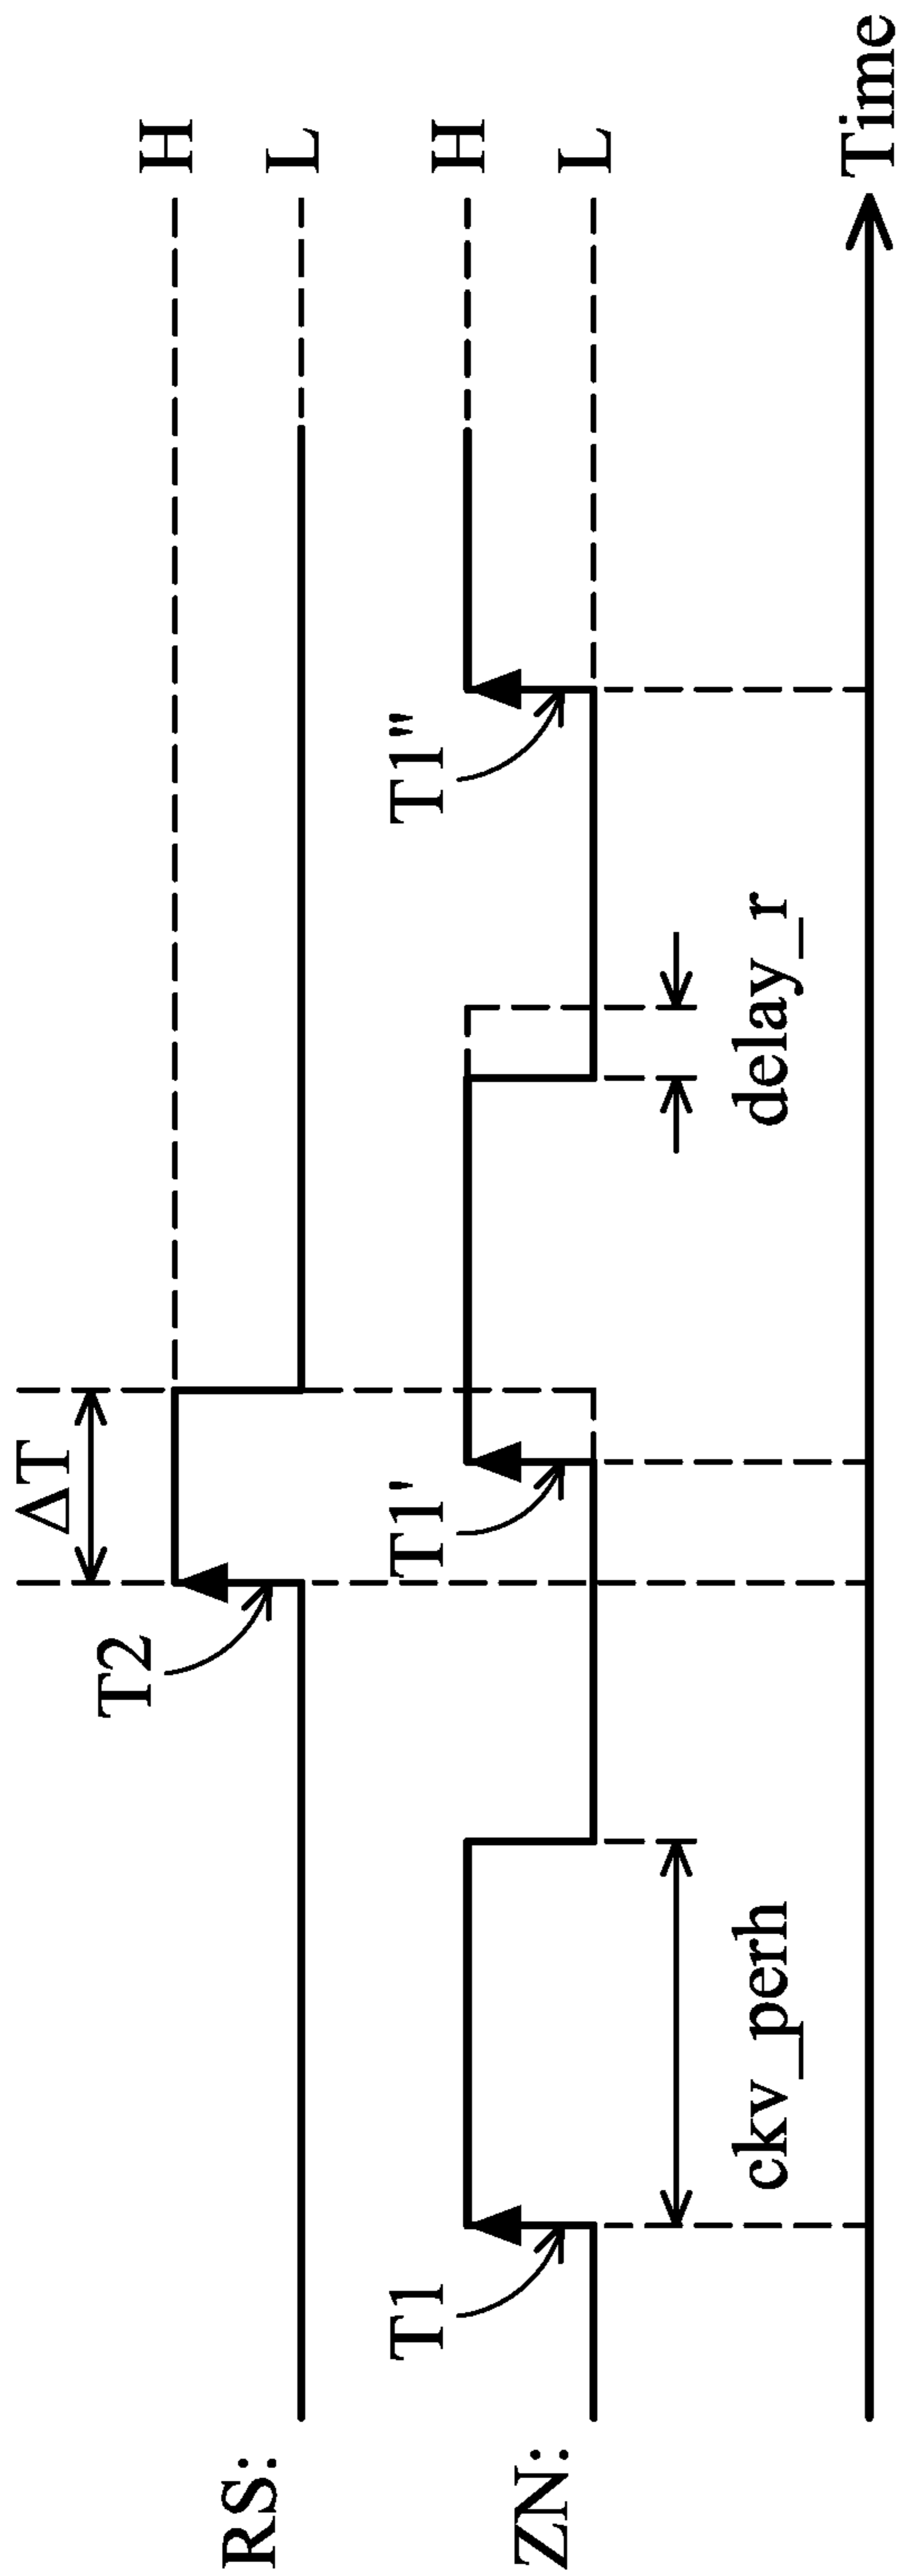 ΔT
T2
H
RS:
L
T1
T1'
T1"
H
ZN:
L
ckv_perh
delay_r
Time